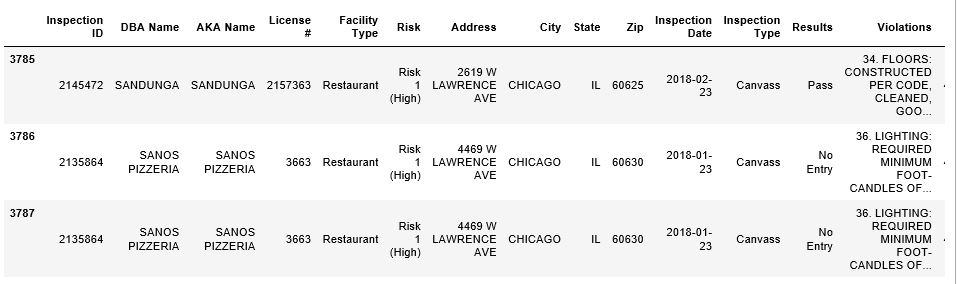 Inspection
ID
DBA Name
AKA Name
License
#
Facility
Type
Risk
Address
City
State
Zip
Inspection
Date
Inspection
Type
Results
Violations
3785
2145472
SANDUNGA
SANDUNGA
2157363
Restaurant
Risk
1
(High)
2619 W
LAWRENCE
AVE
CHICAGO
IL
60625
2018-02-
23
Canvass
Pass
34. FLOORS:
CONSTRUCTED
PER CODE,
CLEANED,
GOO...
3786
2135864
SANOS
PIZZERIA
SANOS
PIZZERIA
3663
Restaurant
Risk
1
(High)
4469 W
LAWRENCE
AVE
CHICAGO
IL
60630
2018-01-
23
Canvass
No
Entry
36. LIGHTING:
REQUIRED
MINIMUM
FOOT-
CANDLES OF...
3787
2135864
SANOS
PIZZERIA
SANOS
PIZZERIA
3663
Restaurant
Risk
1
(High)
4469 W
LAWRENCE
AVE
CHICAGO
IL
60630
2018-01-
23
Canvass
No
Entry
36. LIGHTING:
REQUIRED
MINIMUM
FOOT-
CANDLES OF...